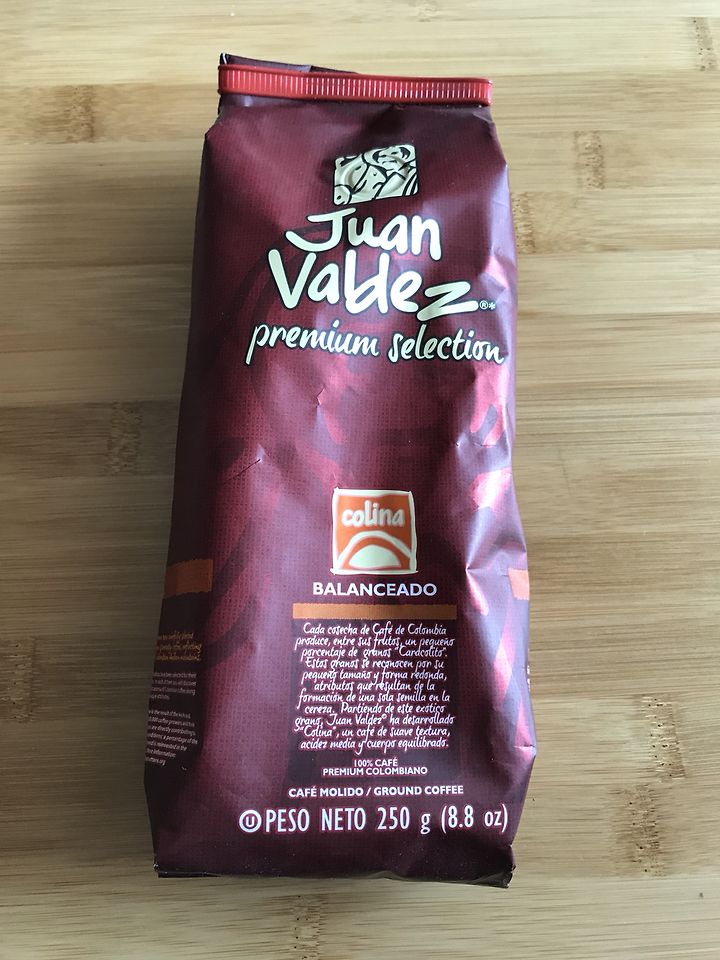 Juan
Valdez®*
premium selection
colina
BALANCEADO
Cada cosecha de Café de Colombia
produce, entre sus frutos, un pequeño
porcentaje de granos "Caracolito".
Estos granos se reconocen por su
pequeño tamaño y forma redonda,
atributos que resultan de la
formación de una sola semilla en la
cereza. Partiendo de este exótico
grano, Juan Valdez® ha desarrollado
"Colina", un café de suave textura,
acidez media y cuerpo equilibrado.
100% CAFÉ
PREMIUM COLOMBIANO
CAFÉ MOLIDO / GROUND COFFEE
U PESO NETO 250 g (8.8 oz)